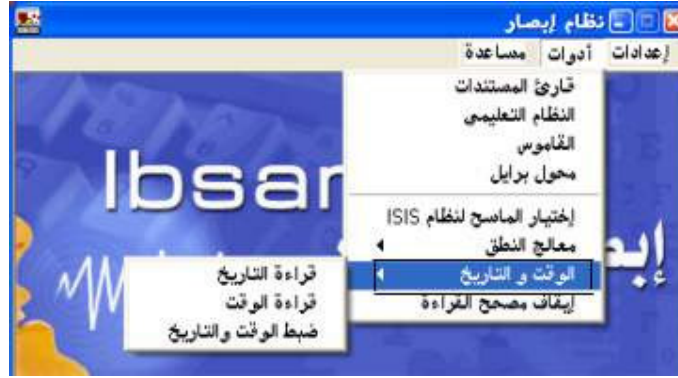 نظام إبصار
إعدادات أدوات مساعدة
قارئ المستندات
النظام التعليمى
القاموس
محول برايل
إختيار الماسح لنظام ISIS
معالج النطق
الوقت و التاريخ
إيقاف مصحح القراءة
قراءة التاريخ
قراءة الوقت
ضبط الوقت والتاريخ
Ibsar